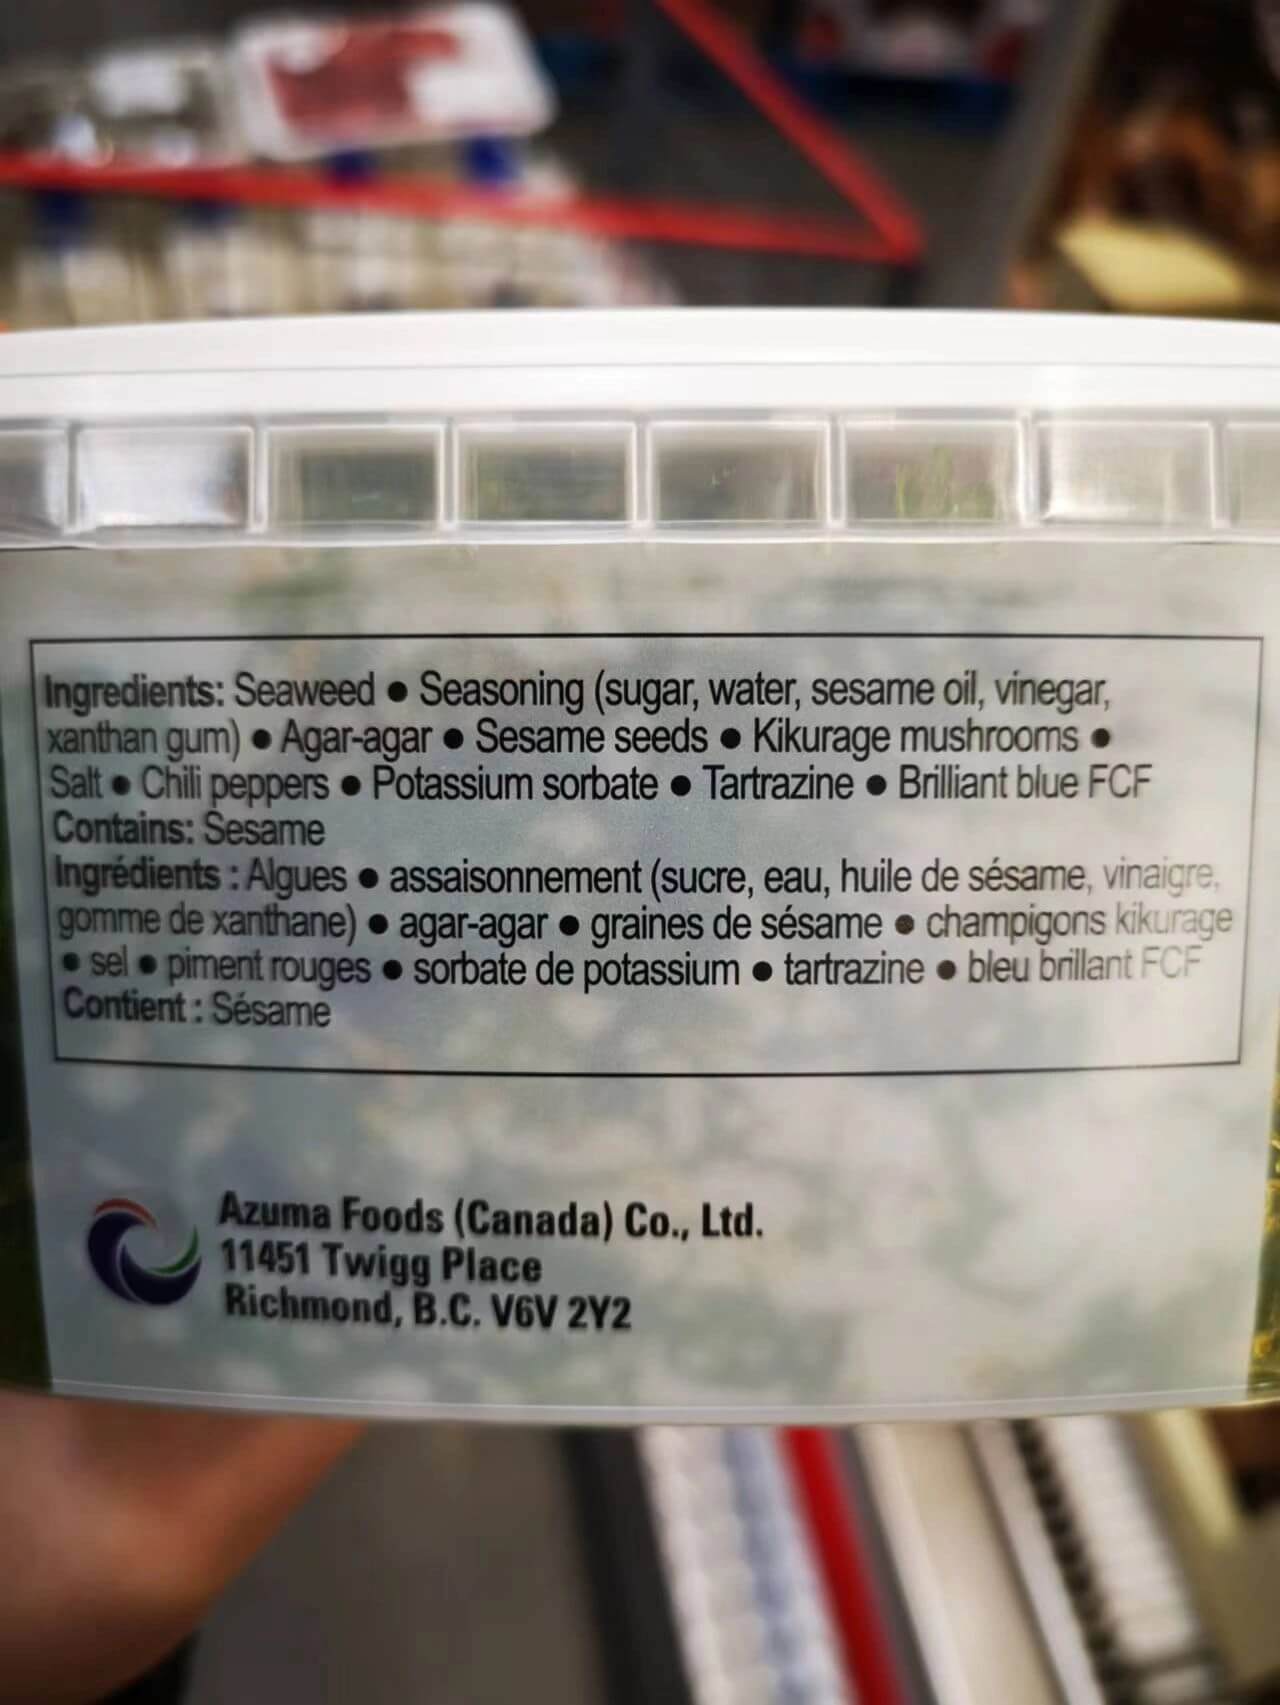 Ingredients: Seaweed ● Seasoning (sugar, water, sesame oil, vinegar,
xanthan gum) ● Agar-agar ● Sesame seeds ● Kikurage mushrooms ●
Salt ● Chili peppers ● Potassium sorbate ● Tartrazine ● Brilliant blue FCF
Contains: Sesame
Ingrédients : Algues ● assaisonnement (sucre, eau, huile de sésame, vinaigre,
gomme de xanthane) ● agar-agar ● graines de sésame ● champigons kikurage
● sel ● piment rouges ● sorbate de potassium ● tartrazine ● bleu brillant FCF
Contient : Sésame
Azuma Foods (Canada) Co., Ltd.
11451 Twigg Place
Richmond, B.C. V6V 2Y2